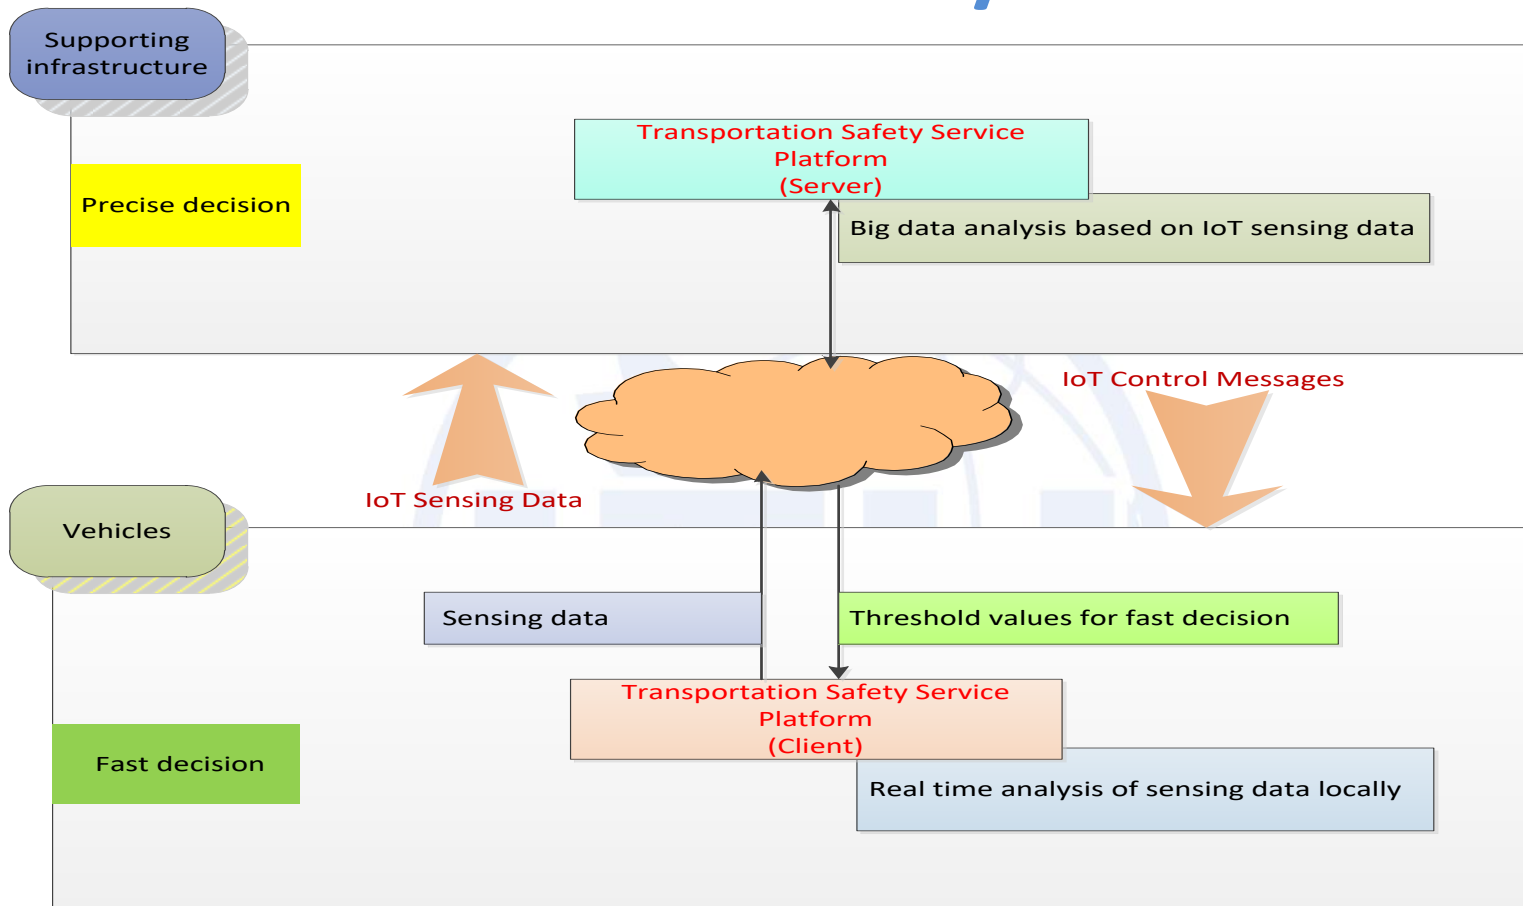 Supporting
infrastructure
Transportation Safety Service
Platform
(Server)
Precise decision
Big data analysis based on IoT sensing data
IoT Control Messages
IoT Sensing Data
Vehicles
Sensing data
Threshold values for fast decision
Transportation Safety Service
Platform
(Client)
Fast decision
Real time analysis of sensing data locally